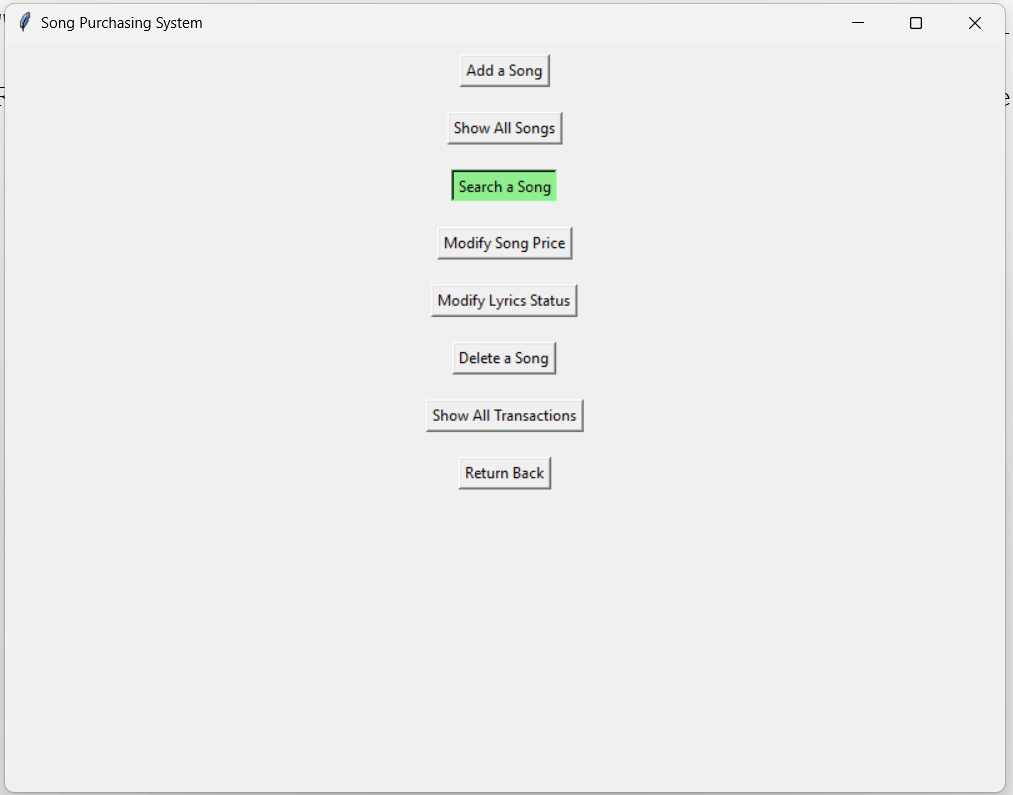 Song Purchasing System
Add a Song
Show All Songs
Search a Song
Modify Song Price
Modify Lyrics Status
Delete a Song
Show All Transactions
Return Back